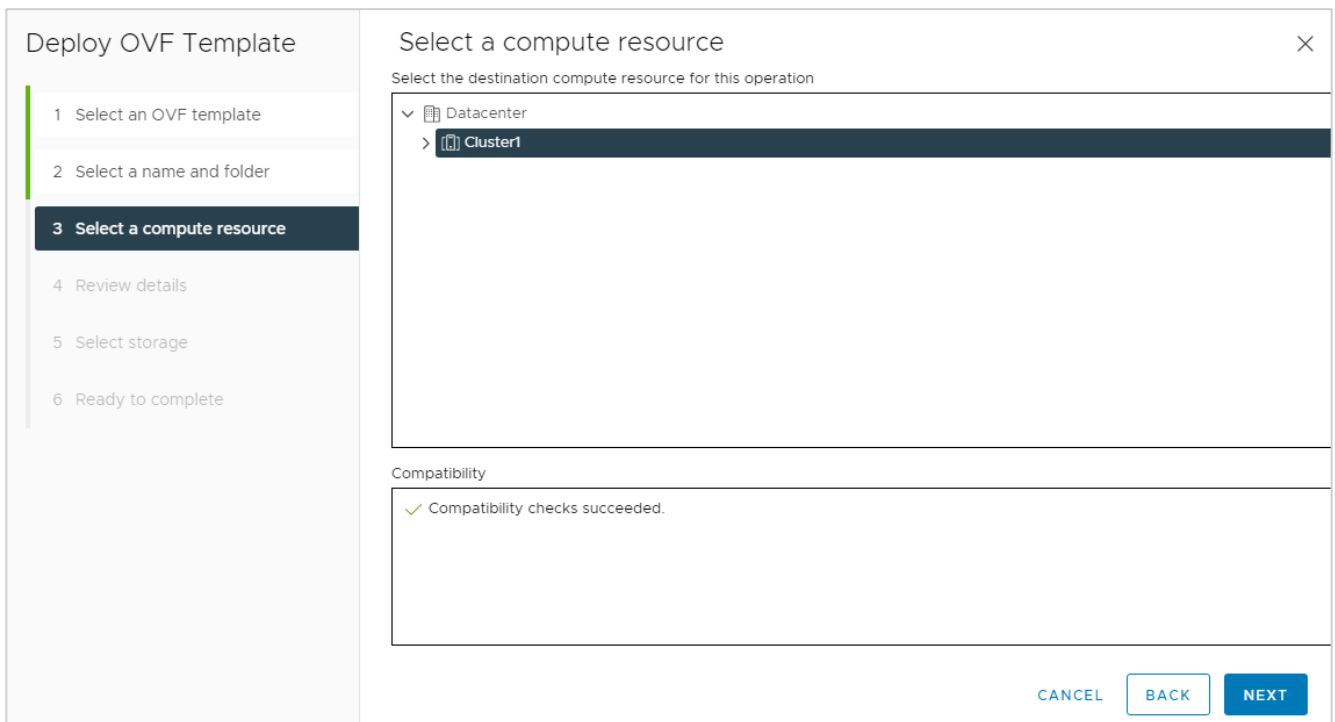 Deploy OVF Template
1 Select an OVF template
2 Select a name and folder
3 Select a compute resource
4 Review details
5 Select storage
6 Ready to complete
Select a compute resource
Select the destination compute resource for this operation
Datacenter
Cluster1
Compatibility
Compatibility checks succeeded.
CANCEL BACK NEXT